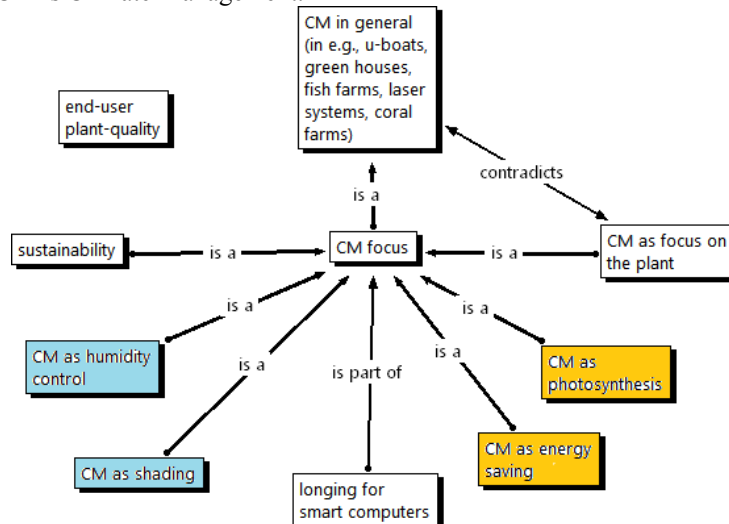 CM in general
(in e.g., u-boats,
green houses,
fish farms, laser
systems, coral
farms)
end-user
plant-quality
contradicts
is a
sustainability
is a
CM focus
is a
CM as focus on
the plant
is a
is a
CM as humidity
control
is a
is part of
is a
CM as
photosynthesis
CM as shading
CM as energy
saving
longing for
smart computers